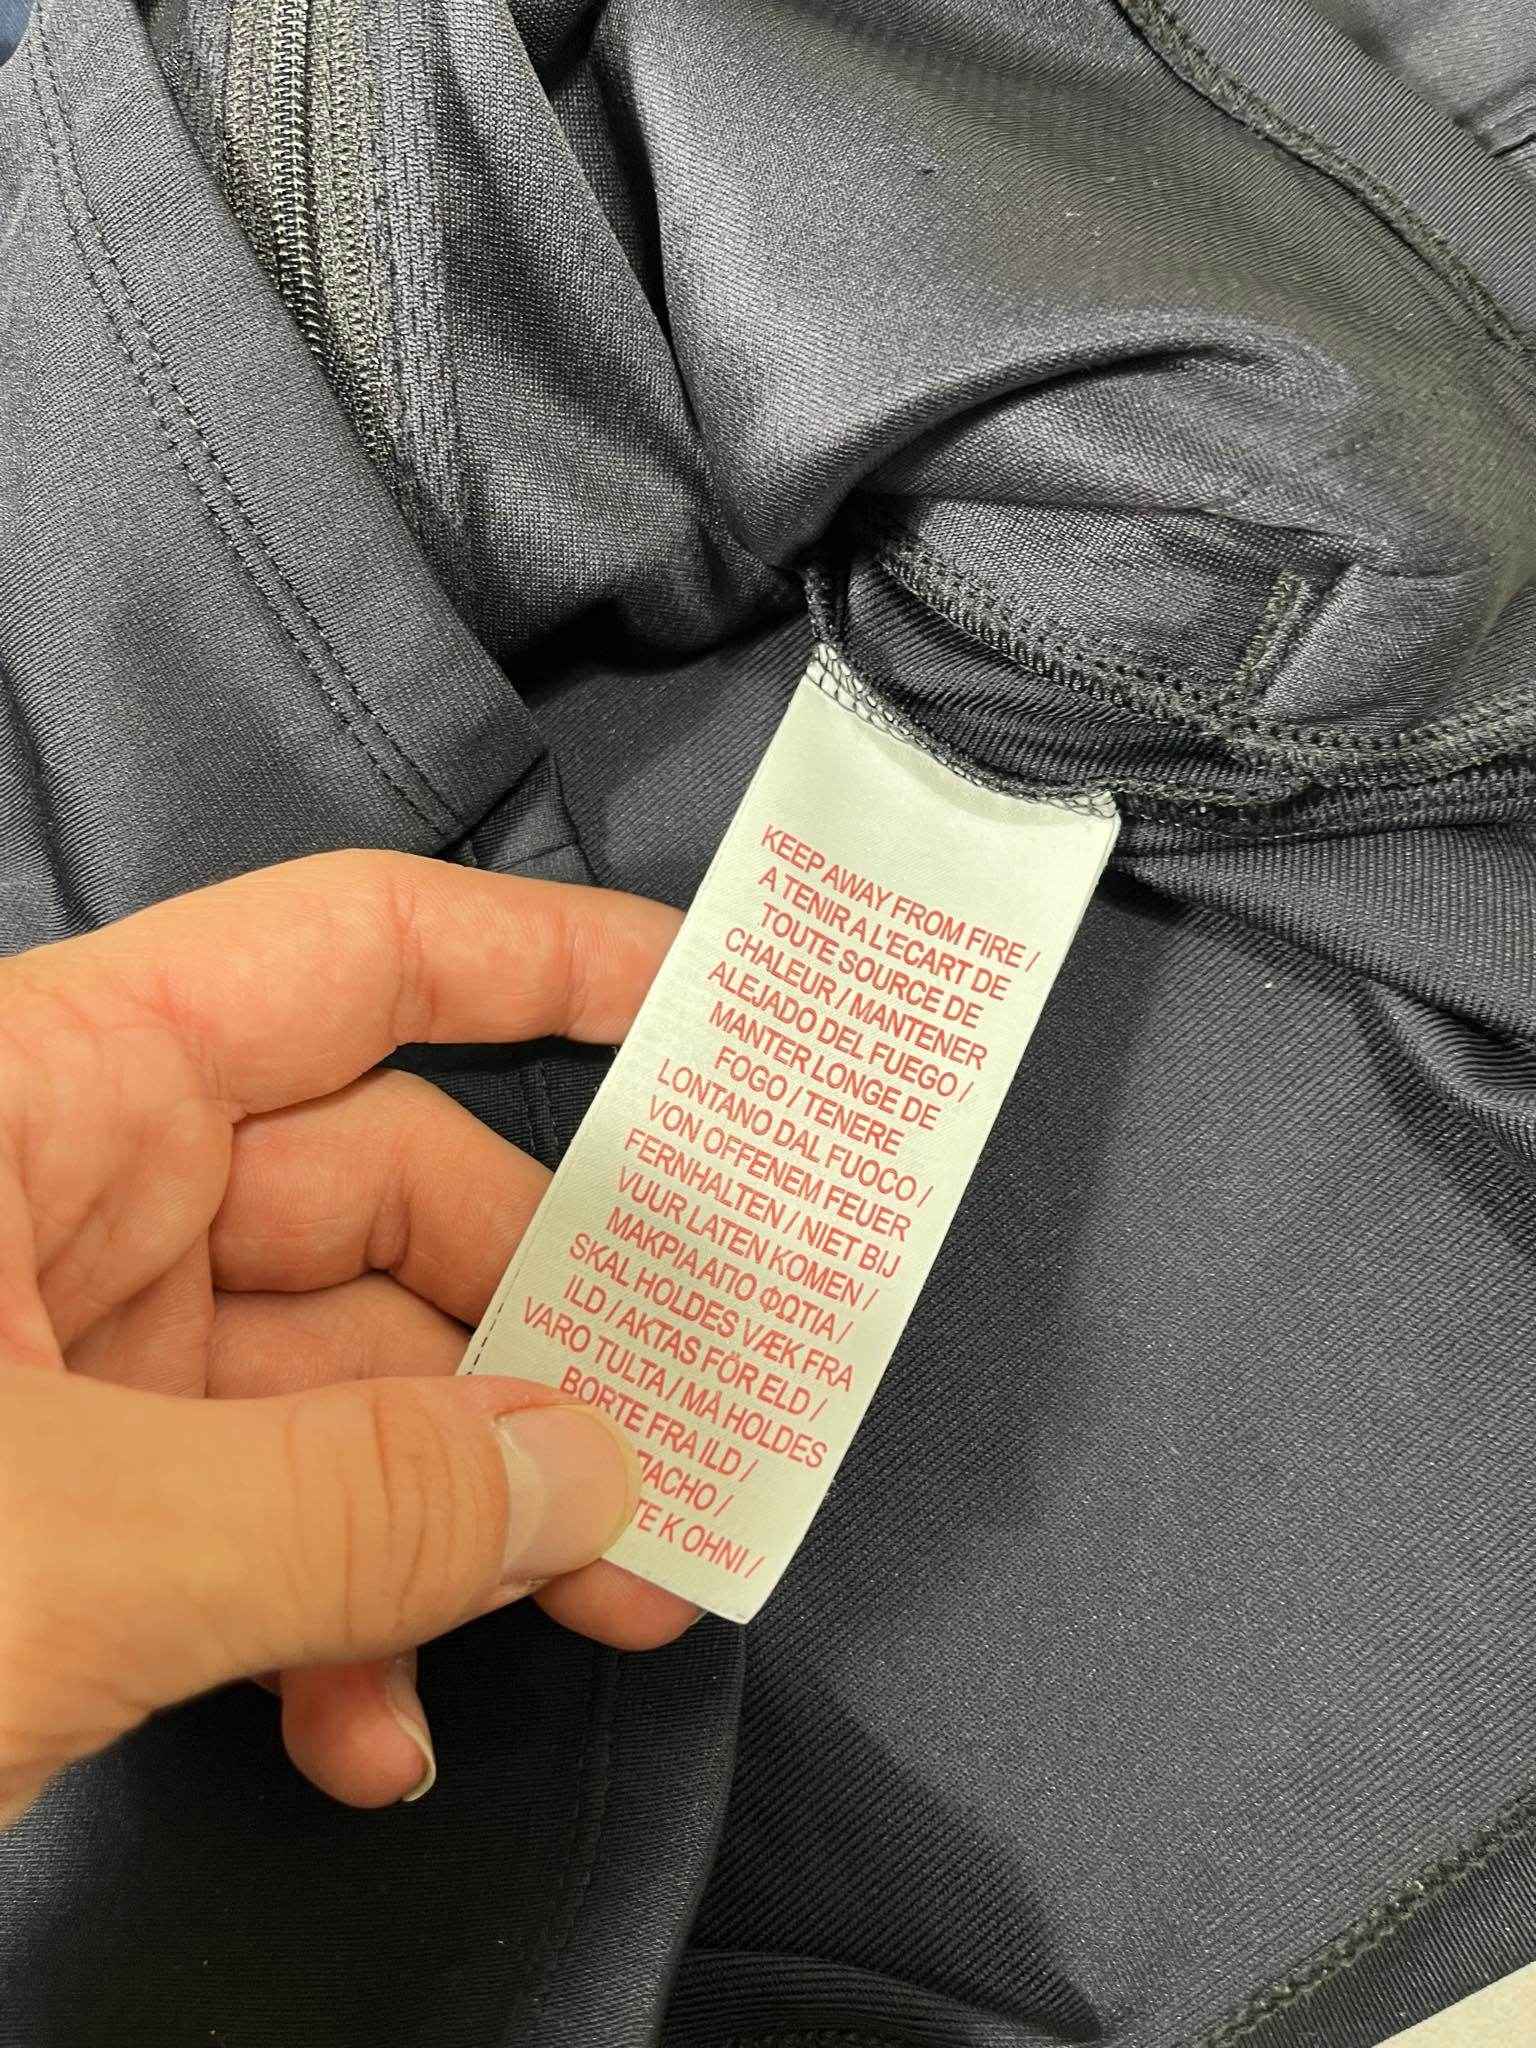 KEEP AWAY FROM FIRE /
A TENIR A L'ECART DE
TOUTE SOURCE DE
CHALEUR / MANTENER
ALEJADO DEL FUEGO /
MANTER LONGE DE
FOGO / TENERE
LONTANO DAL FUOCO /
VON OFFENEM FEUER
FERNHALTEN / NIET BIJ
VUUR LATEN KOMEN /
ΜΑΚΡΙΑ ΑΠΟ ΦΩΤΙΑ /
SKAL HOLDES VÆK FRA
ILD / AKTAS FÖR ELD /
VARO TULTA / MÅ HOLDES
BORTE FRA ILD /
/
K OHNI /